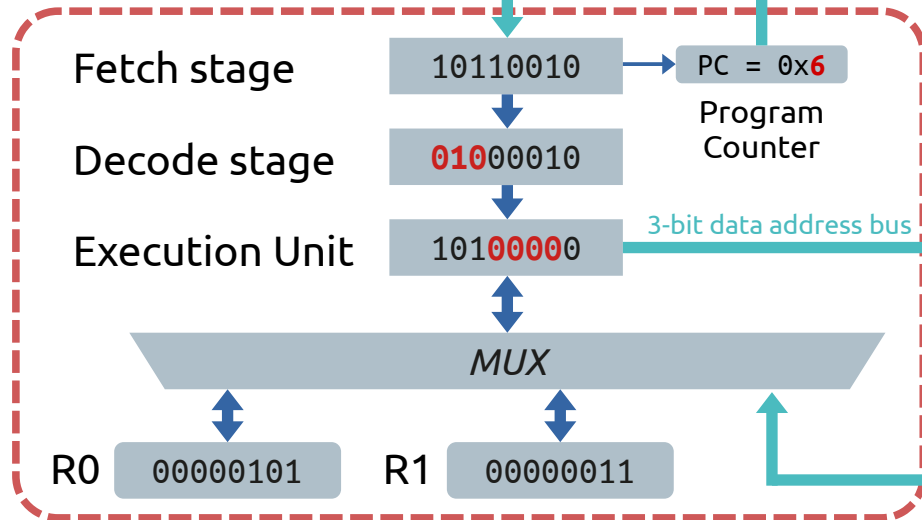 Fetch stage
10110010
PC = 0x6
Program
Counter
Decode stage
01000010
Execution Unit
10100000
3-bit data address bus
MUX
R0
00000101
R1
00000011